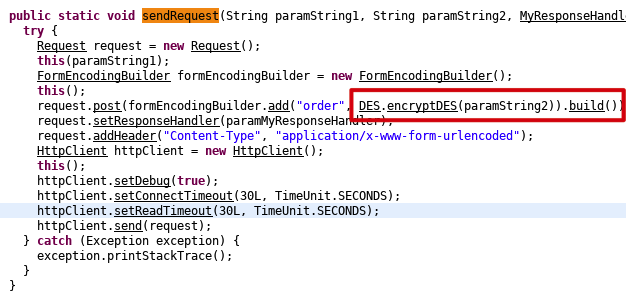 public static void sendRequest(String paramString1, String paramString2, MyResponseHandl
try {
Request request = new Request();
this(paramString1);
FormEncodingBuilder formEncodingBuilder = new FormEncodingBuilder();
this();
request.post(formEncodingBuilder.add("order", DES.encryptDES(paramString2)).build())
request.setResponseHandler(paramMyResponseHandler);
request.addHeader("Content-Type", "application/x-www-form-urlencoded");
HttpClient httpClient = new HttpClient();
this();
httpClient.setDebug(true);
httpClient.setConnectTimeout(30L, TimeUnit.SECONDS);
httpClient.setReadTimeout(30L, TimeUnit.SECONDS);
httpClient.send(request);
} catch (Exception exception) {
exception.printStackTrace();
}
}